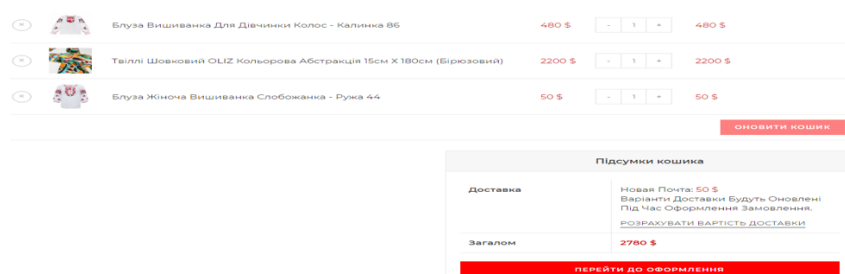 × Блуза Вишиванка Для Дівчинки Колос - Калинка 86 480 $ - 1 + 480 $
× Твіллі Шовковий OLIZ Кольорова Абстракція 15см Х 180см (Бірюзовий) 2200 $ - 1 + 2200 $
× Блуза Жіноча Вишиванка Слобожанка - Ружа 44 50 $ - 1 + 50 $
ОНОВИТИ КОШИК
Підсумки кошика
Доставка Новая Почта: 50 $
Варіанти Доставки Будуть Оновлені
Під Час Оформлення Замовлення.
РОЗРАХУВАТИ ВАРТІСТЬ ДОСТАВКИ
Загалом 2780 $
ПЕРЕЙТИ ДО ОФОРМЛЕННЯ